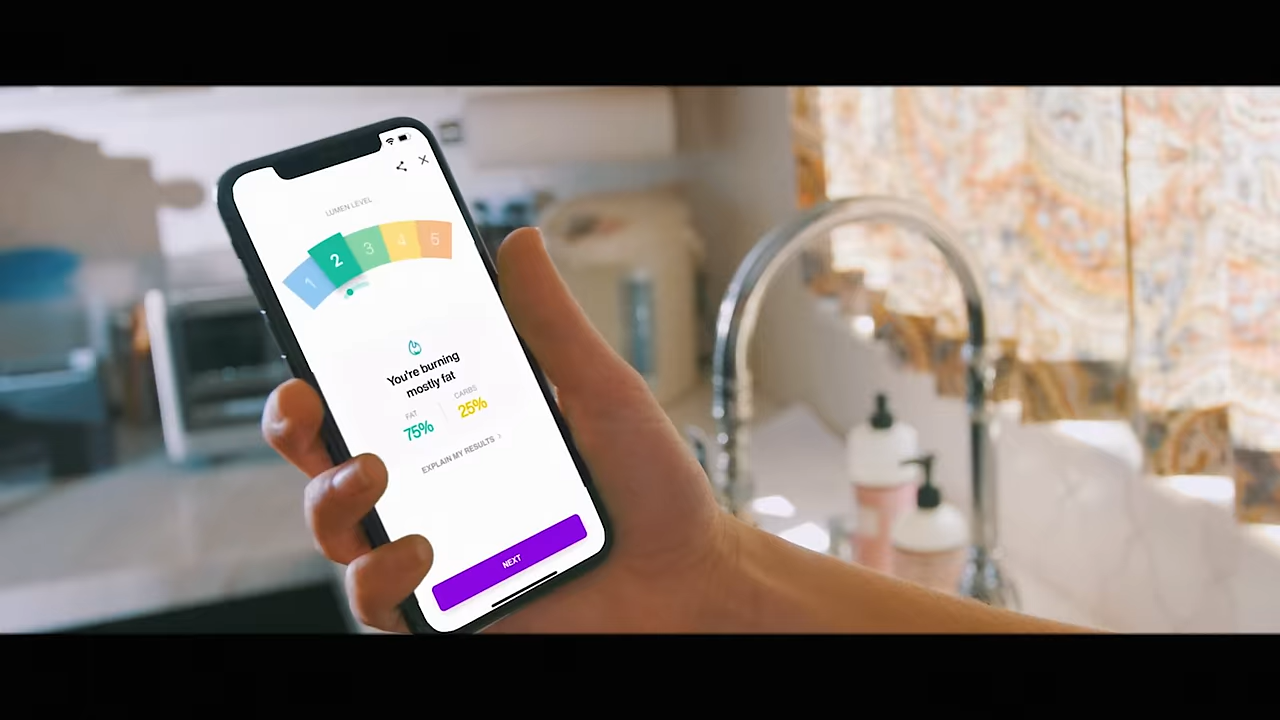 LUMEN LEVEL
1 2 3 4 5
You're burning
mostly fat
FAT CARBS
75% 25%
EXPLAIN MY RESULTS
NEXT